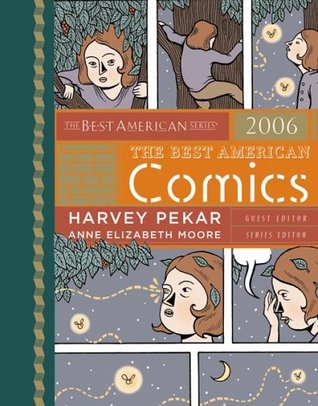 THE BEST AMERICAN SERIES®
2006
THE BEST AMERICAN
Comics
HARVEY PEKAR
GUEST EDITOR
ANNE ELIZABETH MOORE
SERIES EDITOR